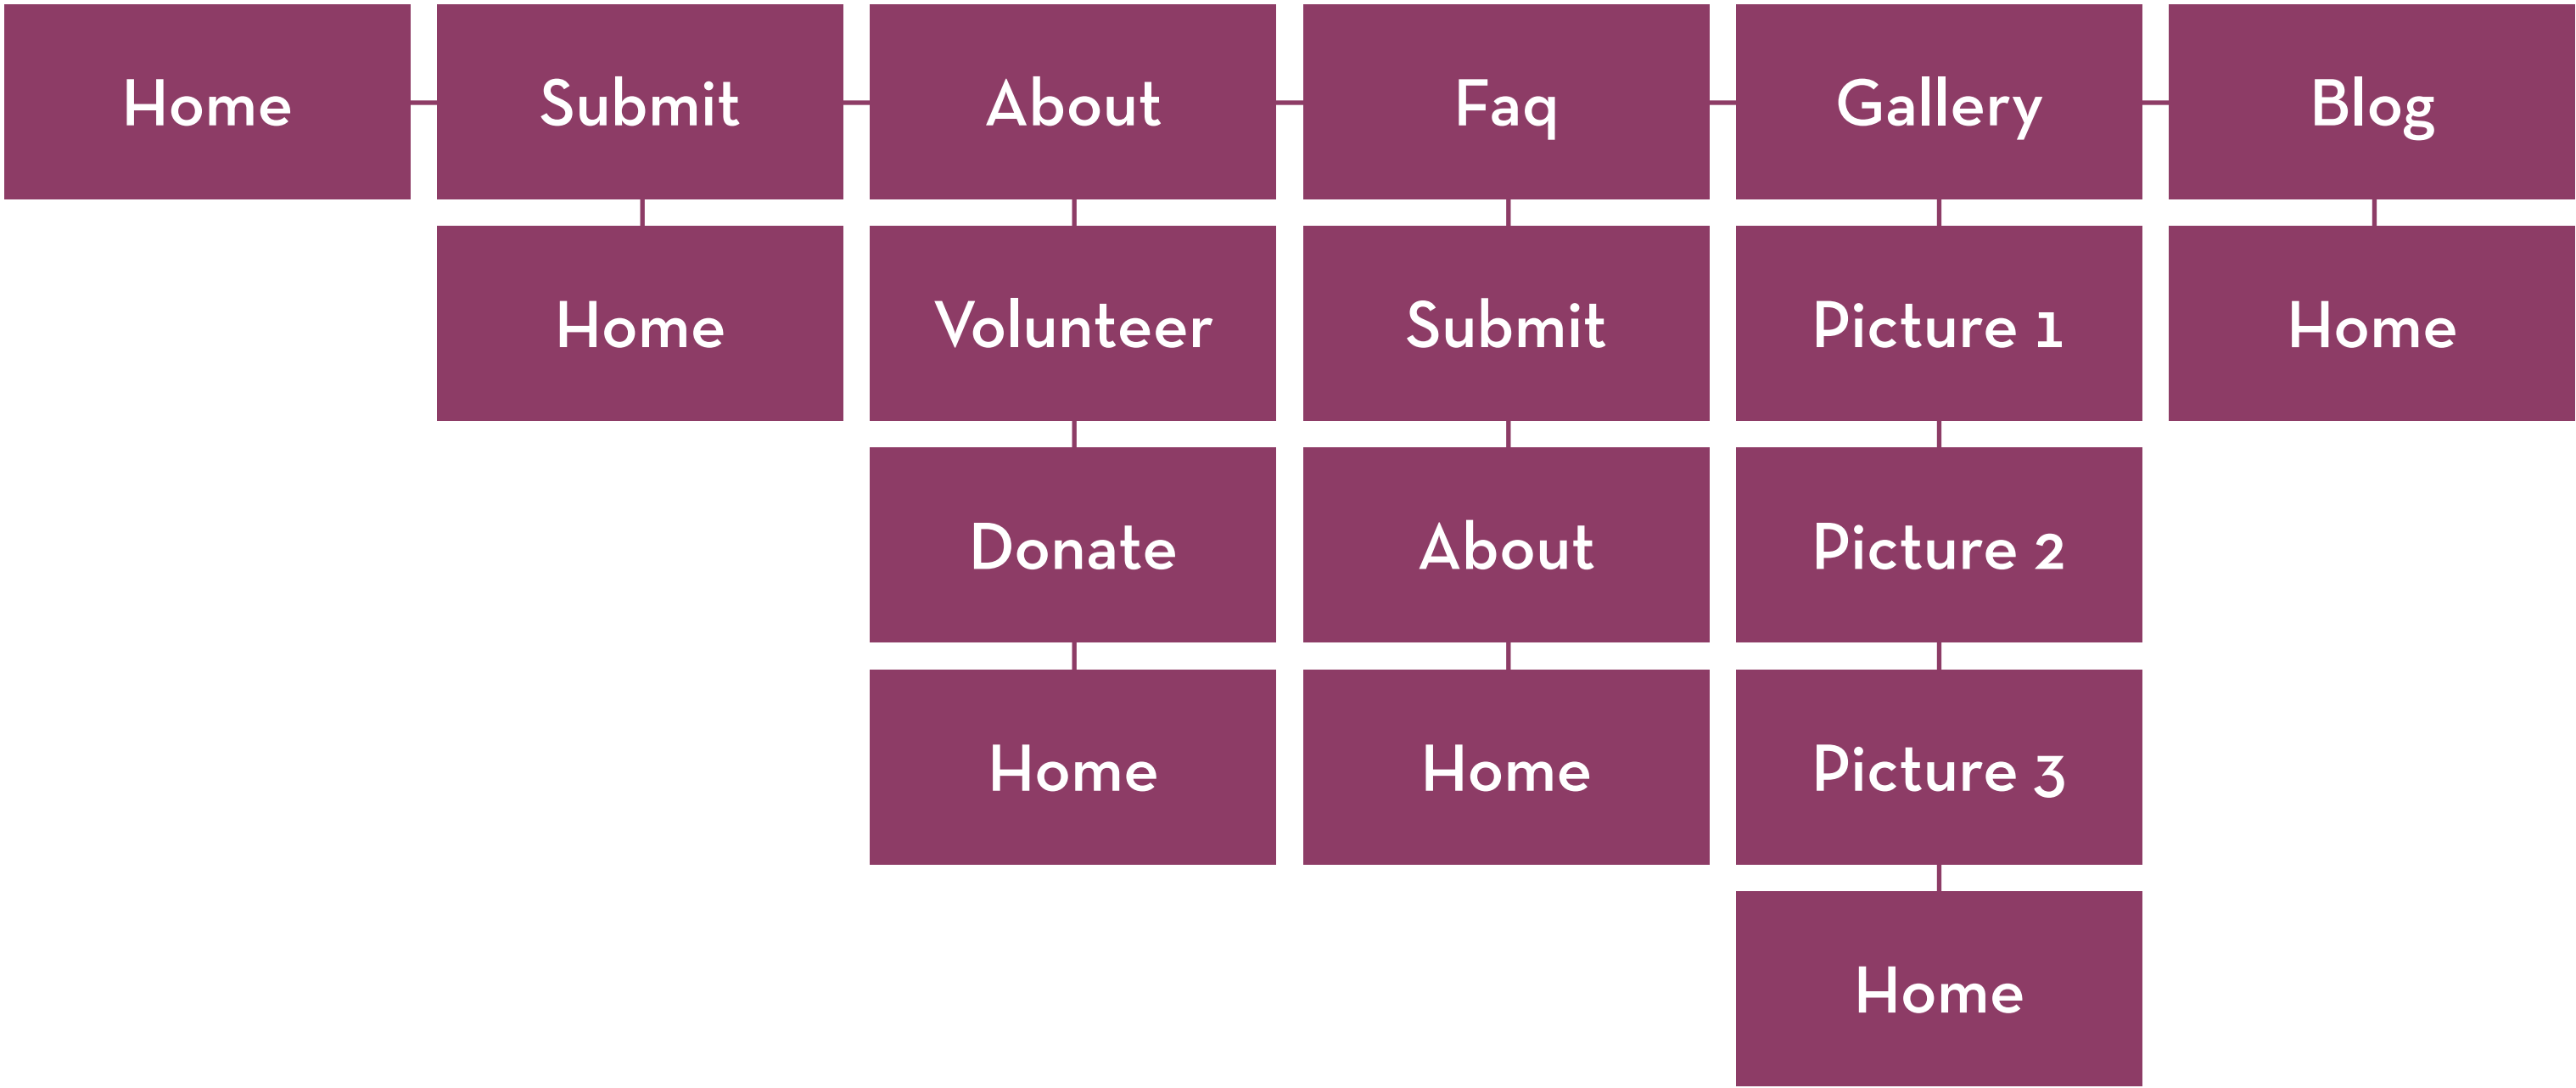 Home Submit About Faq Gallery Blog
Home Volunteer Submit Picture 1 Home
Donate About Picture 2
Home Home Picture 3
Home